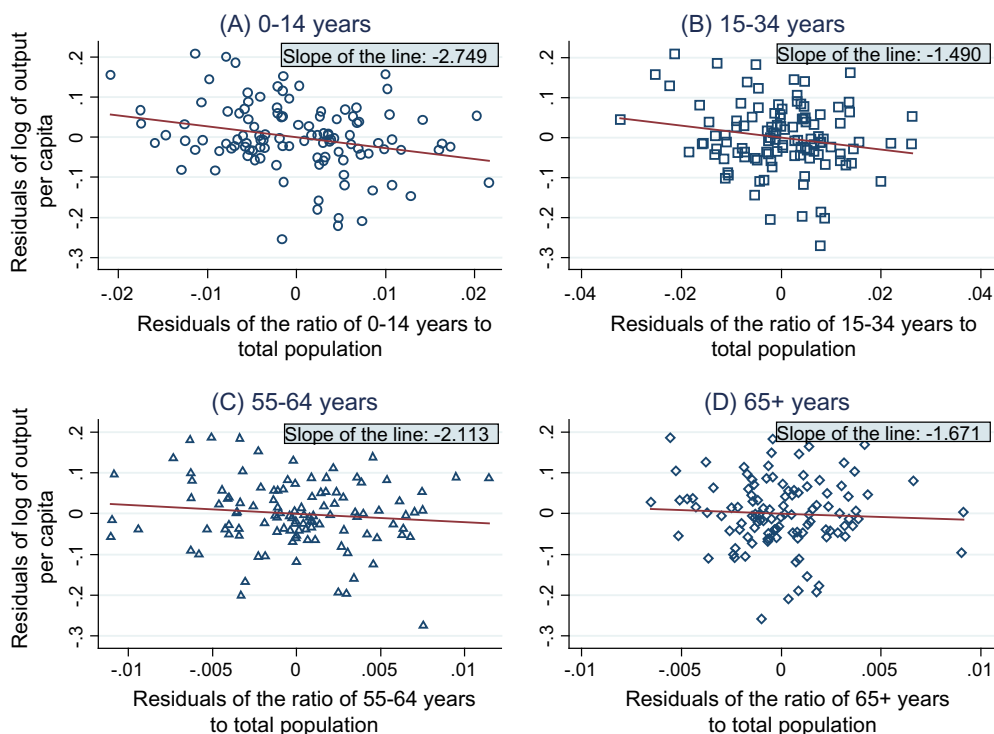 (A) 0-14 years
Slope of the line: -2.749
Residuals of log of output
per capita
.2
.1
0
-.1
-.2
-.3
-.02
-.01
0
.01
.02
Residuals of the ratio of 0-14 years to
total population
(B) 15-34 years
Slope of the line: -1.490
.2
.1
0
-.1
-.2
-.3
-.04
-.02
0
.02
.04
Residuals of the ratio of 15-34 years to
total population
(C) 55-64 years
Slope of the line: -2.113
Residuals of log of output
per capita
.2
.1
0
-.1
-.2
-.3
-.01
-.005
0
.005
.01
Residuals of the ratio of 55-64 years
to total population
(D) 65+ years
Slope of the line: -1.671
.2
.1
0
-.1
-.2
-.3
-.01
-.005
0
.005
.01
Residuals of the ratio of 65+ years
to total population